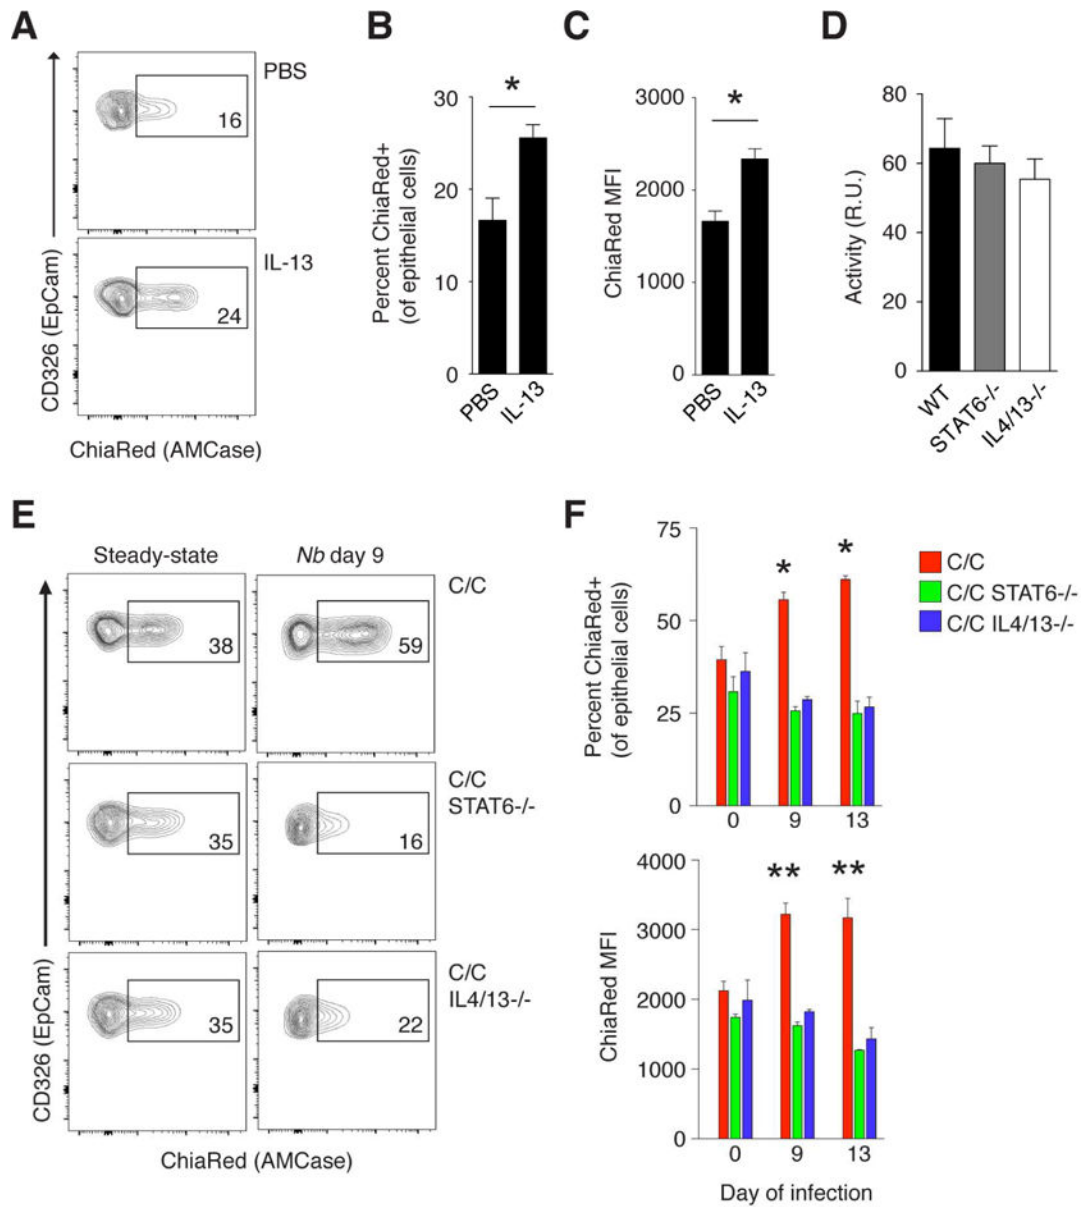 A
PBS
16
IL-13
24
CD326 (EpCam)
ChiaRed (AMCase)
B
*
30
20
10
0
Percent ChiaRed+
(of epithelial cells)
PBS
IL-13
C
*
3000
2000
1000
0
ChiaRed MFI
PBS
IL-13
D
80
60
40
20
0
Activity (R.U.)
WT
STAT6-/-
IL4/13-/-
E
Steady-state
Nb day 9
C/C
38
59
C/C
STAT6-/-
35
16
C/C
IL4/13-/-
35
22
CD326 (EpCam)
ChiaRed (AMCase)
F
75
50
25
0
Percent ChiaRed+
(of epithelial cells)
*
*
0
9
13
C/C
C/C STAT6-/-
C/C IL4/13-/-
4000
3000
2000
1000
0
ChiaRed MFI
**
**
0
9
13
Day of infection